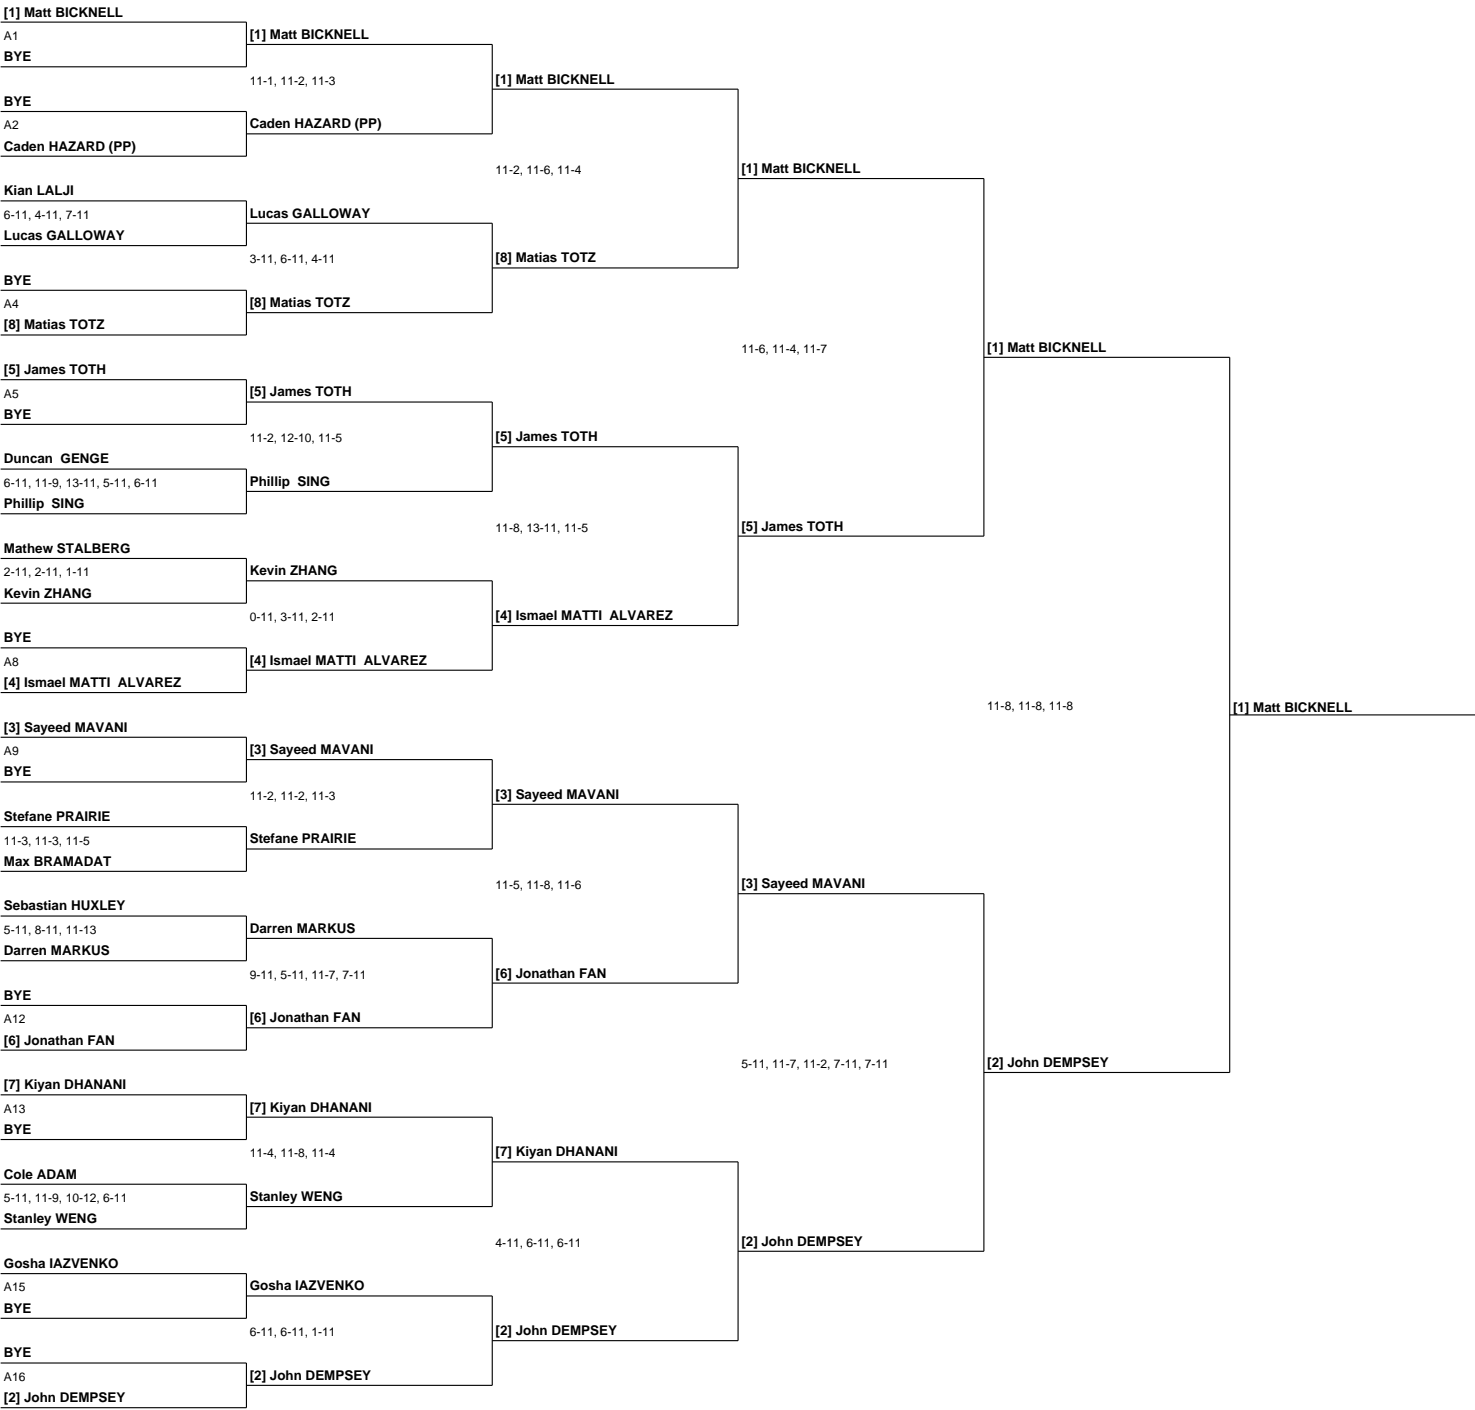 [1] Matt BICKNELL
A1
[1] Matt BICKNELL
BYE
11-1, 11-2, 11-3
[1] Matt BICKNELL
BYE
A2
Caden HAZARD (PP)
Caden HAZARD (PP)
11-2, 11-6, 11-4
[1] Matt BICKNELL
Kian LALJI
6-11, 4-11, 7-11
Lucas GALLOWAY
Lucas GALLOWAY
3-11, 6-11, 4-11
[8] Matias TOTZ
BYE
A4
[8] Matias TOTZ
[8] Matias TOTZ
11-6, 11-4, 11-7
[1] Matt BICKNELL
[5] James TOTH
A5
[5] James TOTH
BYE
11-2, 12-10, 11-5
[5] James TOTH
Duncan GENGE
6-11, 11-9, 13-11, 5-11, 6-11
Phillip SING
Phillip SING
11-8, 13-11, 11-5
[5] James TOTH
Mathew STALBERG
2-11, 2-11, 1-11
Kevin ZHANG
Kevin ZHANG
0-11, 3-11, 2-11
[4] Ismael MATTI ALVAREZ
BYE
A8
[4] Ismael MATTI ALVAREZ
[4] Ismael MATTI ALVAREZ
11-8, 11-8, 11-8
[1] Matt BICKNELL
[3] Sayeed MAVANI
A9
[3] Sayeed MAVANI
BYE
11-2, 11-2, 11-3
[3] Sayeed MAVANI
Stefane PRAIRIE
11-3, 11-3, 11-5
Stefane PRAIRIE
Max BRAMADAT
11-5, 11-8, 11-6
[3] Sayeed MAVANI
Sebastian HUXLEY
5-11, 8-11, 11-13
Darren MARKUS
Darren MARKUS
9-11, 5-11, 11-7, 7-11
[6] Jonathan FAN
BYE
A12
[6] Jonathan FAN
[6] Jonathan FAN
5-11, 11-7, 11-2, 7-11, 7-11
[2] John DEMPSEY
[7] Kiyan DHANANI
A13
[7] Kiyan DHANANI
BYE
11-4, 11-8, 11-4
[7] Kiyan DHANANI
Cole ADAM
5-11, 11-9, 10-12, 6-11
Stanley WENG
Stanley WENG
4-11, 6-11, 6-11
[2] John DEMPSEY
Gosha IAZVENKO
A15
Gosha IAZVENKO
BYE
6-11, 6-11, 1-11
[2] John DEMPSEY
BYE
A16
[2] John DEMPSEY
[2] John DEMPSEY